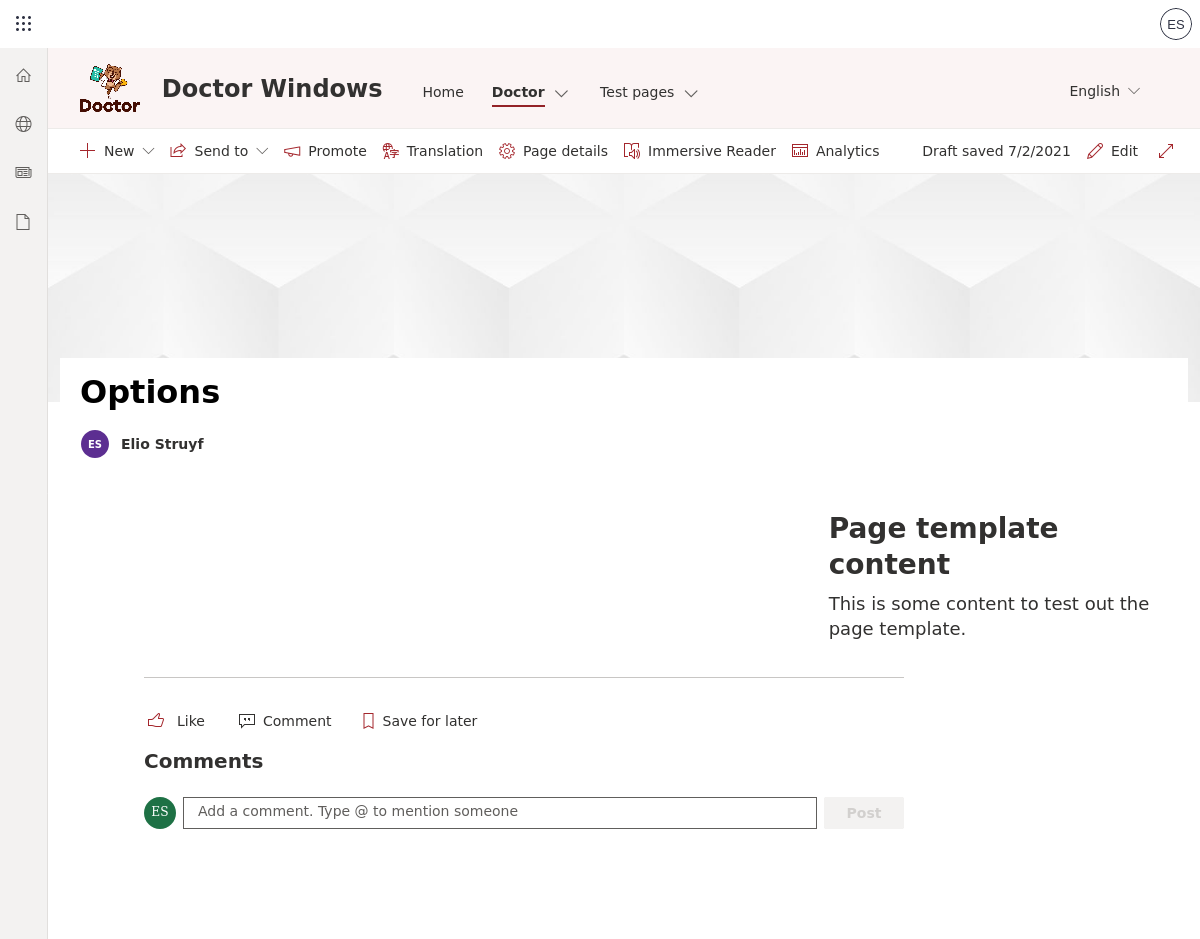 ES
Doctor
Doctor Windows
Home Doctor Test pages
English
New Send to Promote Translation Page details Immersive Reader Analytics Draft saved 7/2/2021 Edit
Options
ES Elio Struyf
Page template
content
This is some content to test out the
page template.
Like Comment Save for later
Comments
ES Add a comment. Type @ to mention someone Post